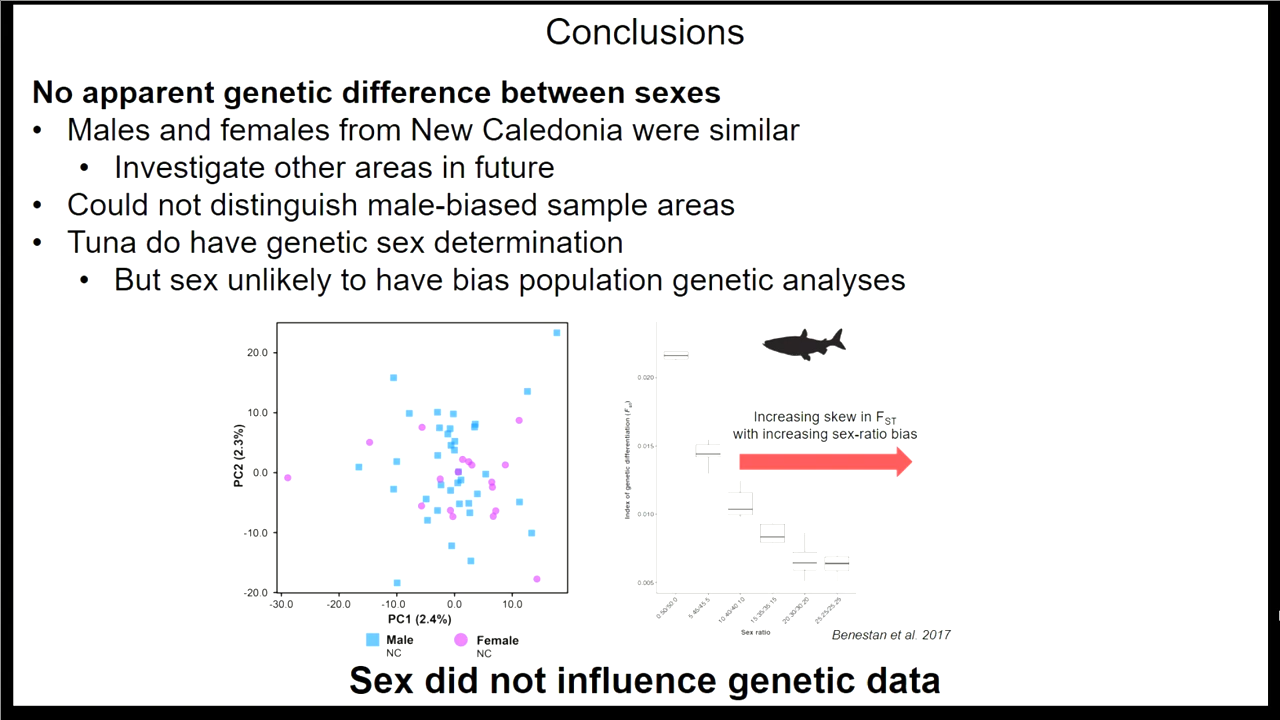 Conclusions
No apparent genetic difference between sexes
• Males and females from New Caledonia were similar
• Investigate other areas in future
• Could not distinguish male-biased sample areas
• Tuna do have genetic sex determination
• But sex unlikely to have bias population genetic analyses
20.0
10.0
0.0
-10.0
-20.0
PC2 (2.3%)
-30.0
-20.0
-10.0
0.0
10.0
PC1 (2.4%)
Male
NC
Female
NC
0.020
0.015
0.010
0.005
Index of genetic differentiation (Fst)
Increasing skew in FST
with increasing sex-ratio bias
Sex ratio
Benestan et al. 2017
Sex did not influence genetic data